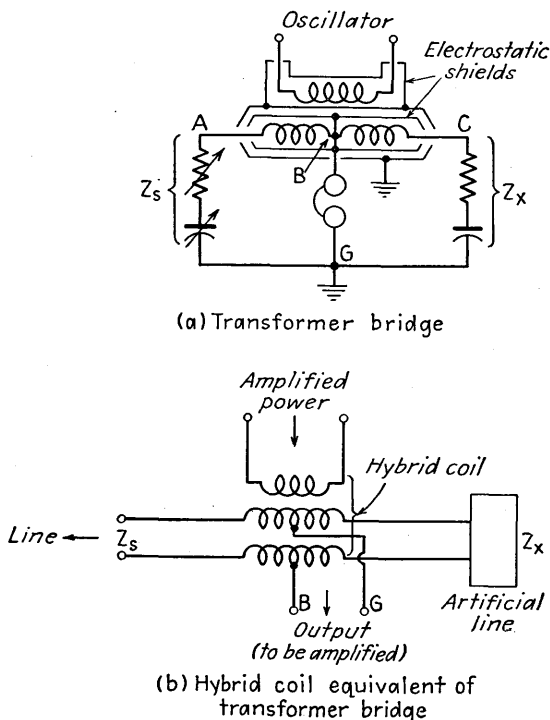 Oscillator
Electrostatic
shields
A
C
B
Zs
Zx
G
(a) Transformer bridge
Amplified
power
Hybrid coil
Line
Zs
Zx
B
G
Artificial
line
Output
(to be amplified)
(b) Hybrid coil equivalent of
transformer bridge